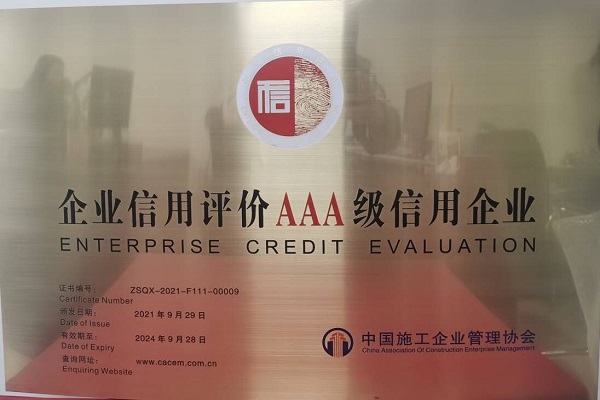 信
企业信用评价AAA级信用企业
ENTERPRISE CREDIT EVALUATION
证书编号: ZSQX-2021-F111-00009
Certificate Number
颁发日期: 2021年9月29日
Date of Issue
有效期至: 2024年9月28日
Date of Expiry
查询网址: www.cacem.com.cn
Enquiring Website
中国施工企业管理协会
China Association Of Construction Enterprise Management